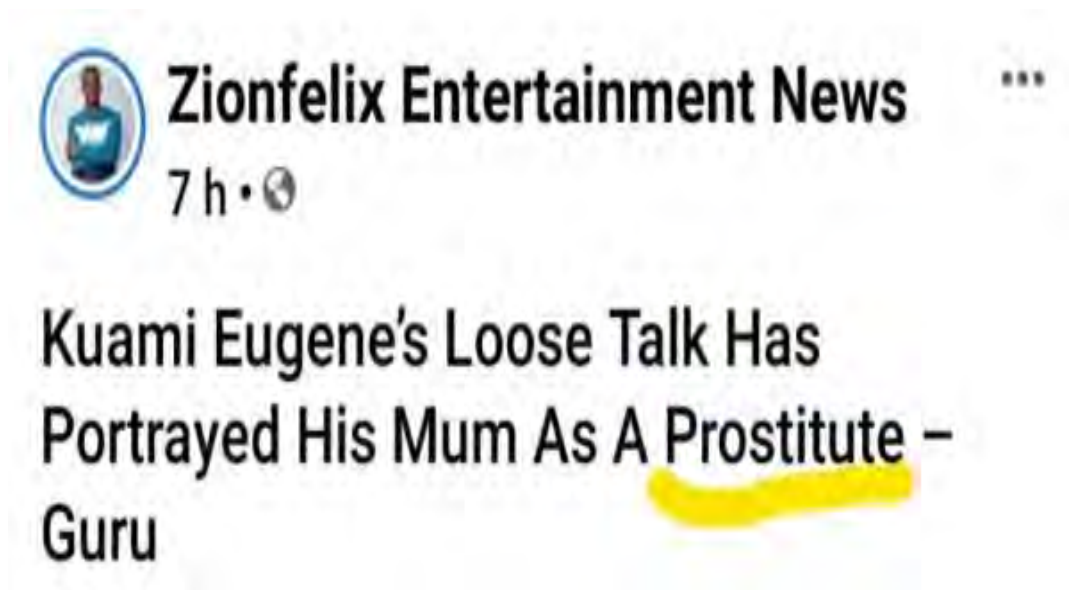 Zionfelix Entertainment News
7 h •
Kuami Eugene’s Loose Talk Has
Portrayed His Mum As A Prostitute –
Guru